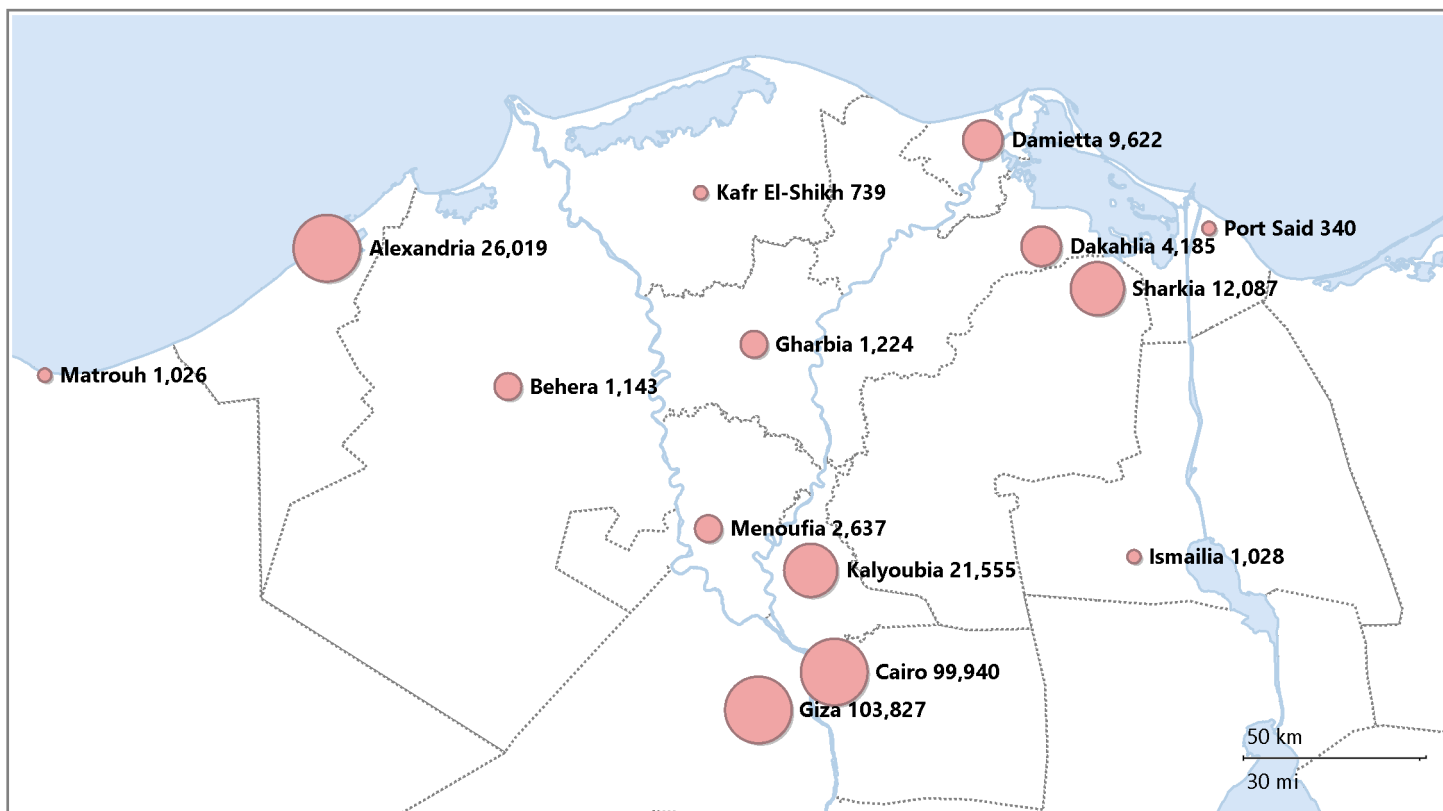 Damietta 9,622
Kafr El-Shikh 739
Port Said 340
Alexandria 26,019
Dakahlia 4,185
Sharkia 12,087
Gharbia 1,224
Matrouh 1,026
Behera 1,143
Menoufia 2,637
Ismailia 1,028
Kalyoubia 21,555
Cairo 99,940
Giza 103,827
50 km
30 mi